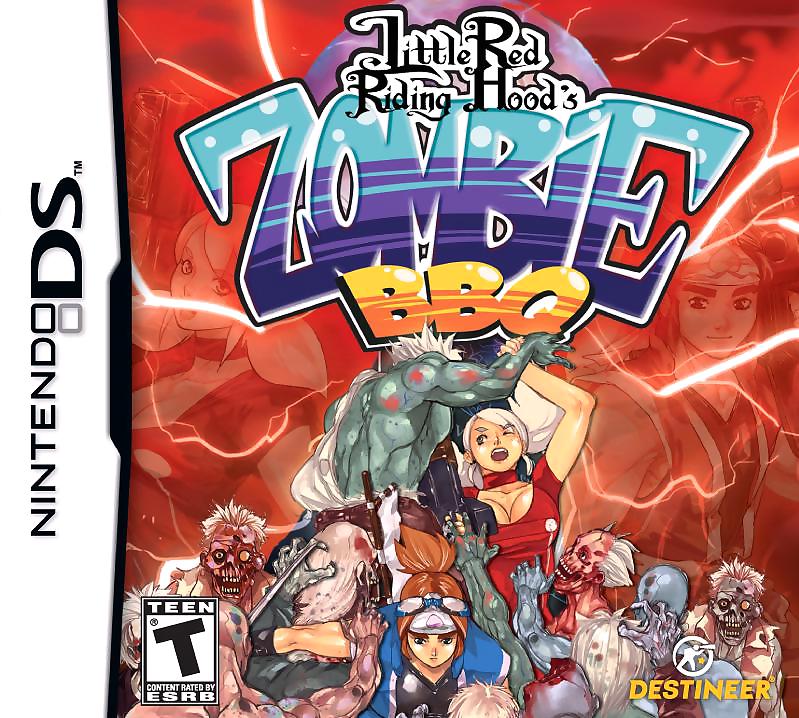 Little Red
Riding Hood's
ZOMBIE
BBQ
NINTENDO DS™
TEEN
T
®
CONTENT RATED BY
ESRB
DESTINEER®